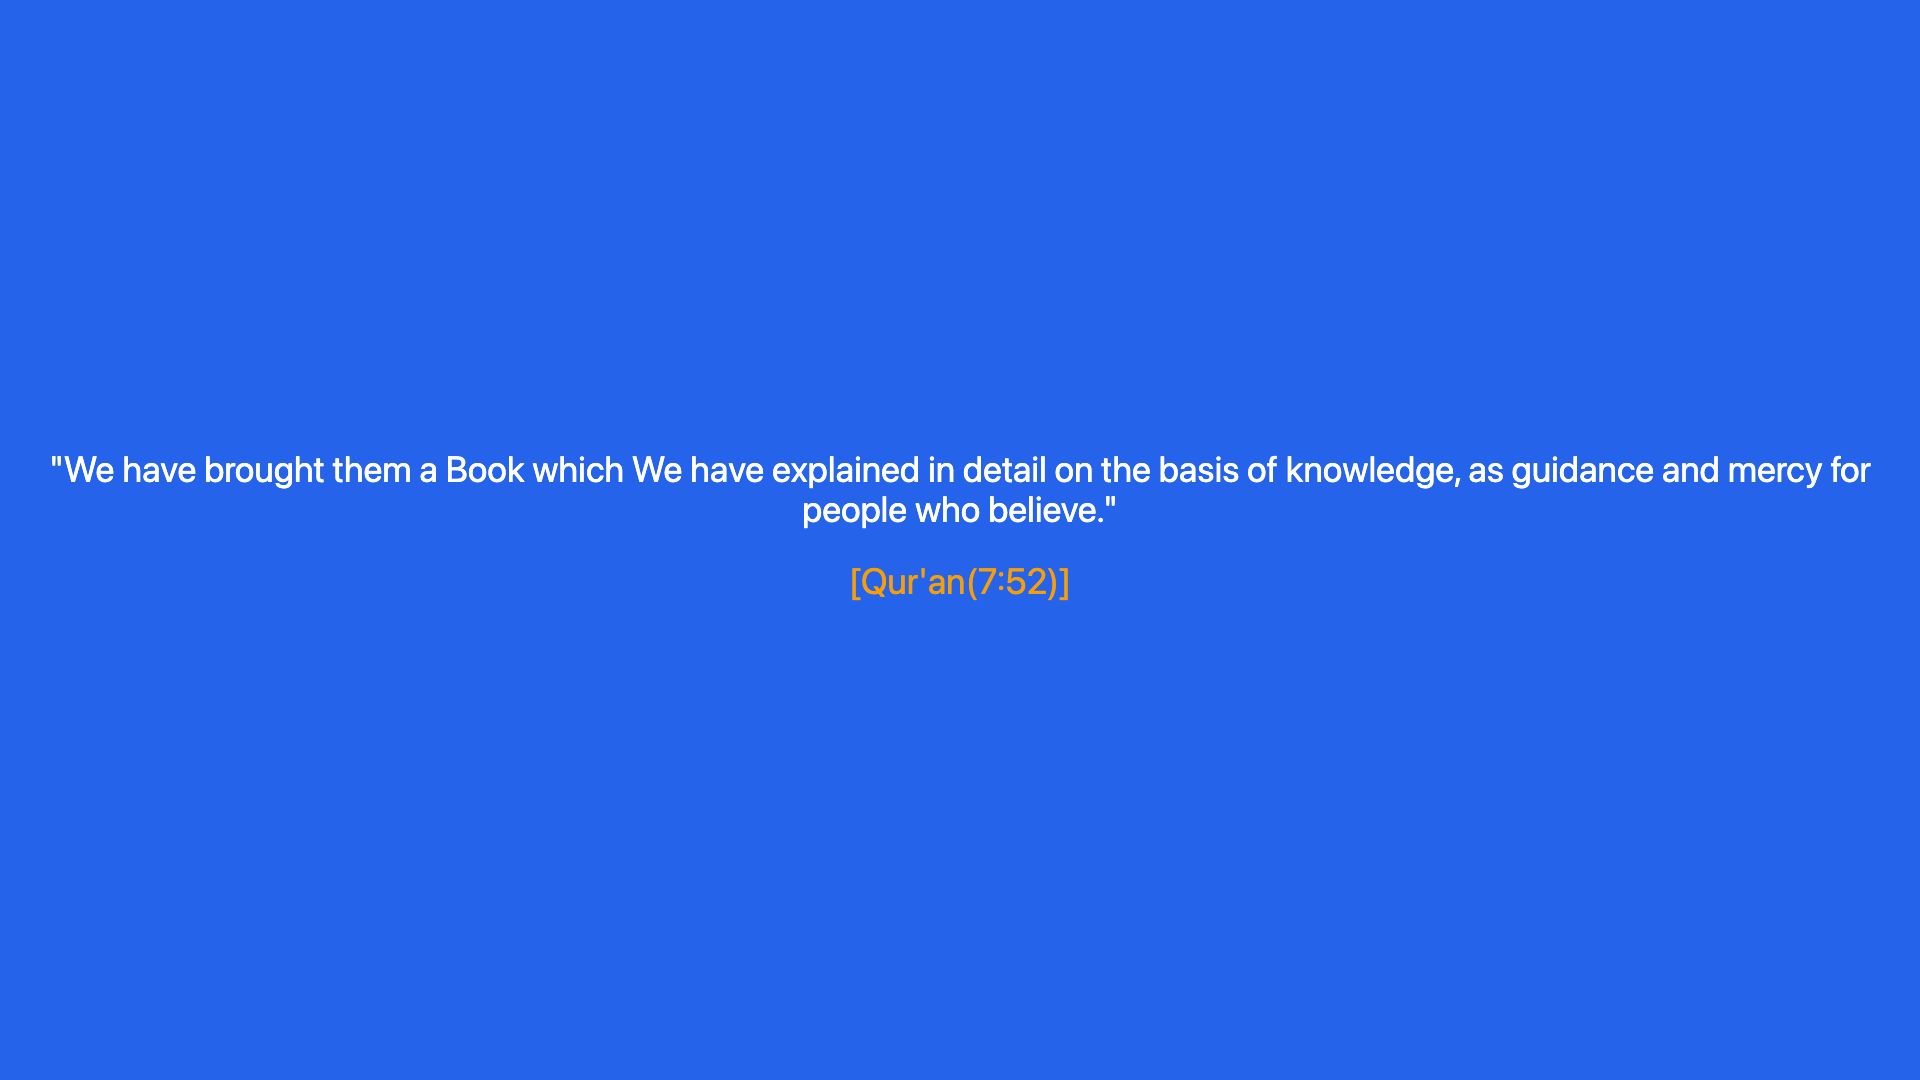 "We have brought them a Book which We have explained in detail on the basis of knowledge, as guidance and mercy for
people who believe."
[Qur'an(7:52)]